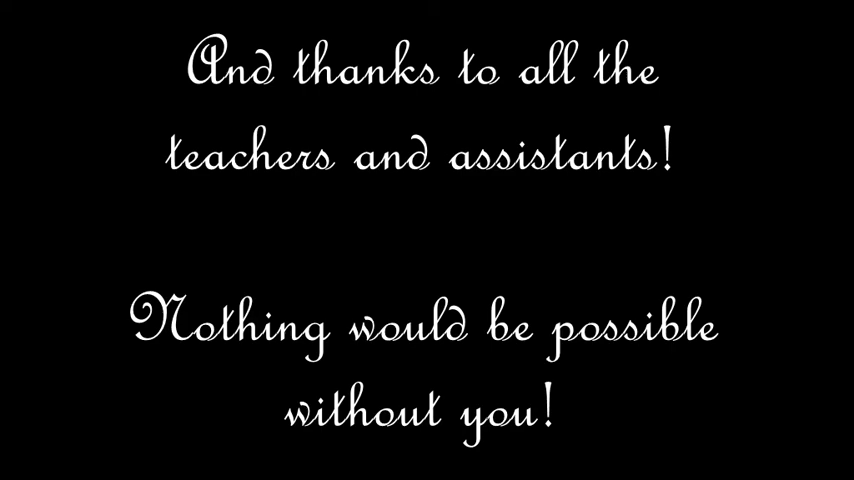 And thanks to all the
teachers and assistants!
Nothing would be possible
without you!